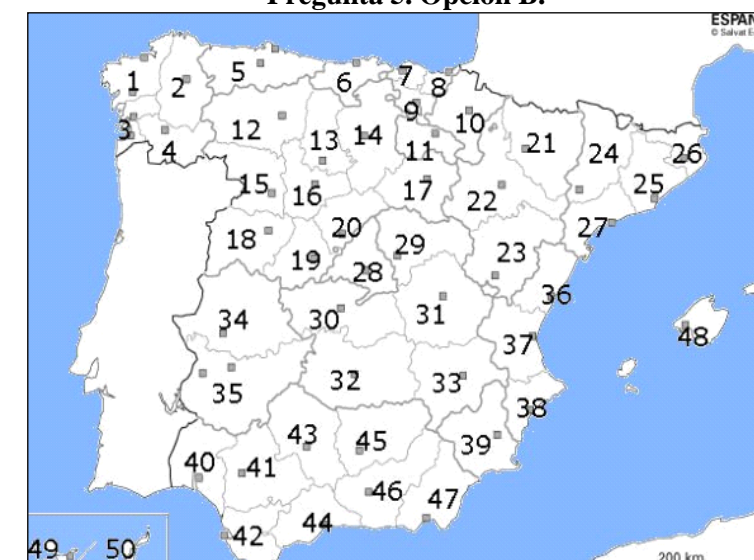 Pregunta 5. Opción B.
ESPAÑ
© Salvat E
1 2 5 6 7 8
3 4 12 13 14 9 10 11 21 24 26
15 16 17 22 25
18 19 20 29 23 27
28 30 31 36
34 37 48
35 32 33 38
43 45 39
40 41 46 47
42 44
49 50
200 km